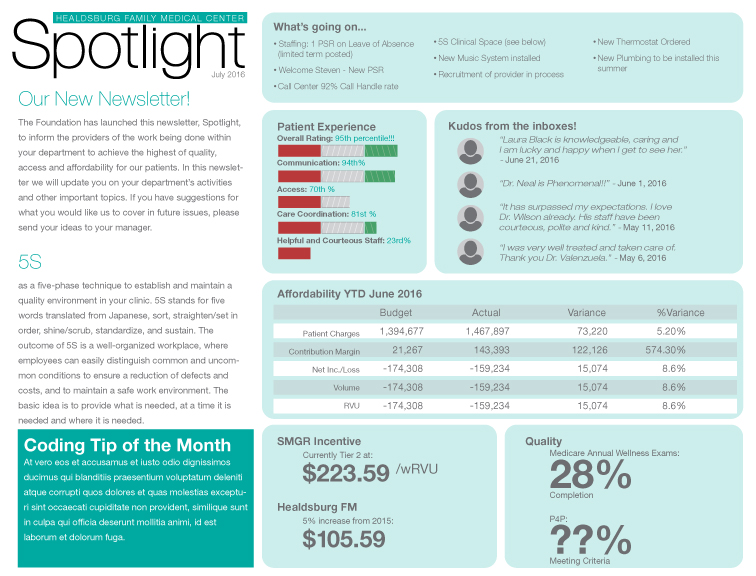 HEALDSBURG FAMILY MEDICAL CENTER
Spotlight
July 2016
Our New Newsletter!
The Foundation has launched this newsletter, Spotlight,
to inform the providers of the work being done within
your department to achieve the highest of quality,
access and affordability for our patients. In this newslet-
ter we will update you on your department's activities
and other important topics. If you have suggestions for
what you would like us to cover in future issues, please
send your ideas to your manager.
5S
as a five-phase technique to establish and maintain a
quality environment in your clinic. 5S stands for five
words translated from Japanese, sort, straighten/set in
order, shine/scrub, standardize, and sustain. The
outcome of 5S is a well-organized workplace, where
employees can easily distinguish common and uncom-
mon conditions to ensure a reduction of defects and
costs, and to maintain a safe work environment. The
basic idea is to provide what is needed, at a time it is
needed and where it is needed.
Coding Tip of the Month
At vero eos et accusamus et iusto odio dignissimos
ducimus qui blanditiis praesentium voluptatum deleniti
atque corrupti quos dolores et quas molestias exceptu-
ri sint occaecati cupiditate non provident, similique sunt
in culpa qui officia deserunt mollitia animi, id est
laborum et dolorum fuga.
What's going on...
• Staffing: 1 PSR on Leave of Absence
(limited term posted)
• Welcome Steven - New PSR
• Call Center 92% Call Handle rate
• 5S Clinical Space (see below)
• New Music System installed
• Recruitment of provider in process
• New Thermostat Ordered
• New Plumbing to be installed this
summer
Patient Experience
Overall Rating: 95th percentile!!!
Communication: 94th%
Access: 70th %
Care Coordination: 81st %
Helpful and Courteous Staff: 23rd%
Kudos from the inboxes!
"Laura Black is knowledgeable, caring and
I am lucky and happy when I get to see her."
- June 21, 2016
"Dr. Neal is Phenomenal!!" - June 1, 2016
"It has surpassed my expectations. I love
Dr. Wilson already. His staff have been
courteous, polite and kind." - May 11, 2016
"I was very well treated and taken care of.
Thank you Dr. Valenzuela." - May 6, 2016
Affordability YTD June 2016
Budget Actual Variance %Variance
Patient Charges 1,394,677 1,467,897 73,220 5.20%
Contribution Margin 21,267 143,393 122,126 574.30%
Net Inc./Loss -174,308 -159,234 15,074 8.6%
Volume -174,308 -159,234 15,074 8.6%
RVU -174,308 -159,234 15,074 8.6%
SMGR Incentive
Currently Tier 2 at:
$223.59 /wRVU
Healdsburg FM
5% increase from 2015:
$105.59
Quality
Medicare Annual Wellness Exams:
28%
Completion
P4P:
??%
Meeting Criteria